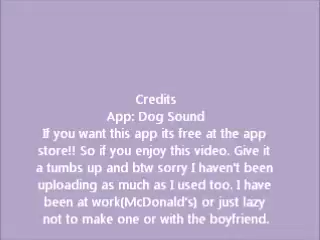 Credits
App: Dog Sound
If you want this app its free at the app
store!! So if you enjoy this video. Give it
a tumbs up and btw sorry I haven't been
uploading as much as I used too. I have
been at work(McDonald's) or just lazy
not to make one or with the boyfriend.